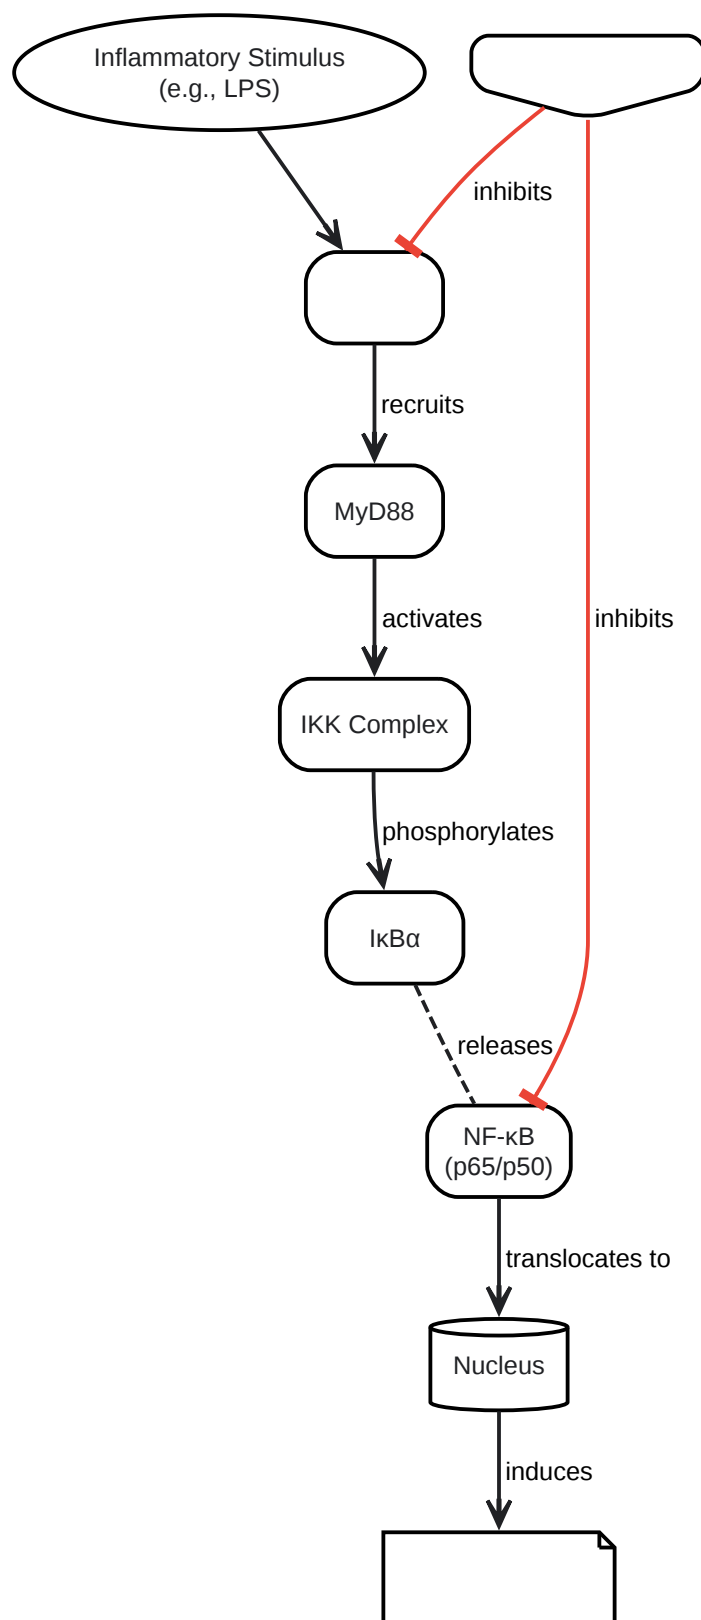 Inflammatory Stimulus
(e.g., LPS)
inhibits
recruits
MyD88
activates
inhibits
IKK Complex
phosphorylates
IκBα
releases
NF-κB
(p65/p50)
translocates to
Nucleus
induces